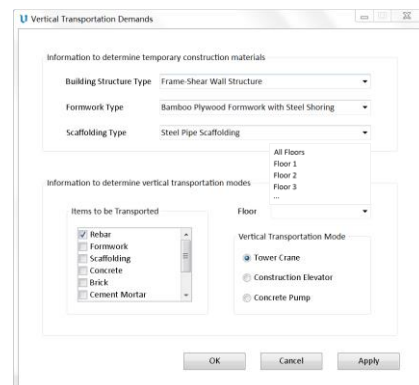 Vertical Transportation Demands
Information to determine temporary construction materials
Building Structure Type Frame-Shear Wall Structure
Formwork Type Bamboo Plywood Formwork with Steel Shoring
Scaffolding Type Steel Pipe Scaffolding
All Floors
Floor 1
Floor 2
Floor 3
...
Information to determine vertical transportation modes
Items to be Transported
Floor
Rebar
Formwork
Scaffolding
Concrete
Brick
Cement Mortar
Vertical Transportation Mode
Tower Crane
Construction Elevator
Concrete Pump
OK Cancel Apply